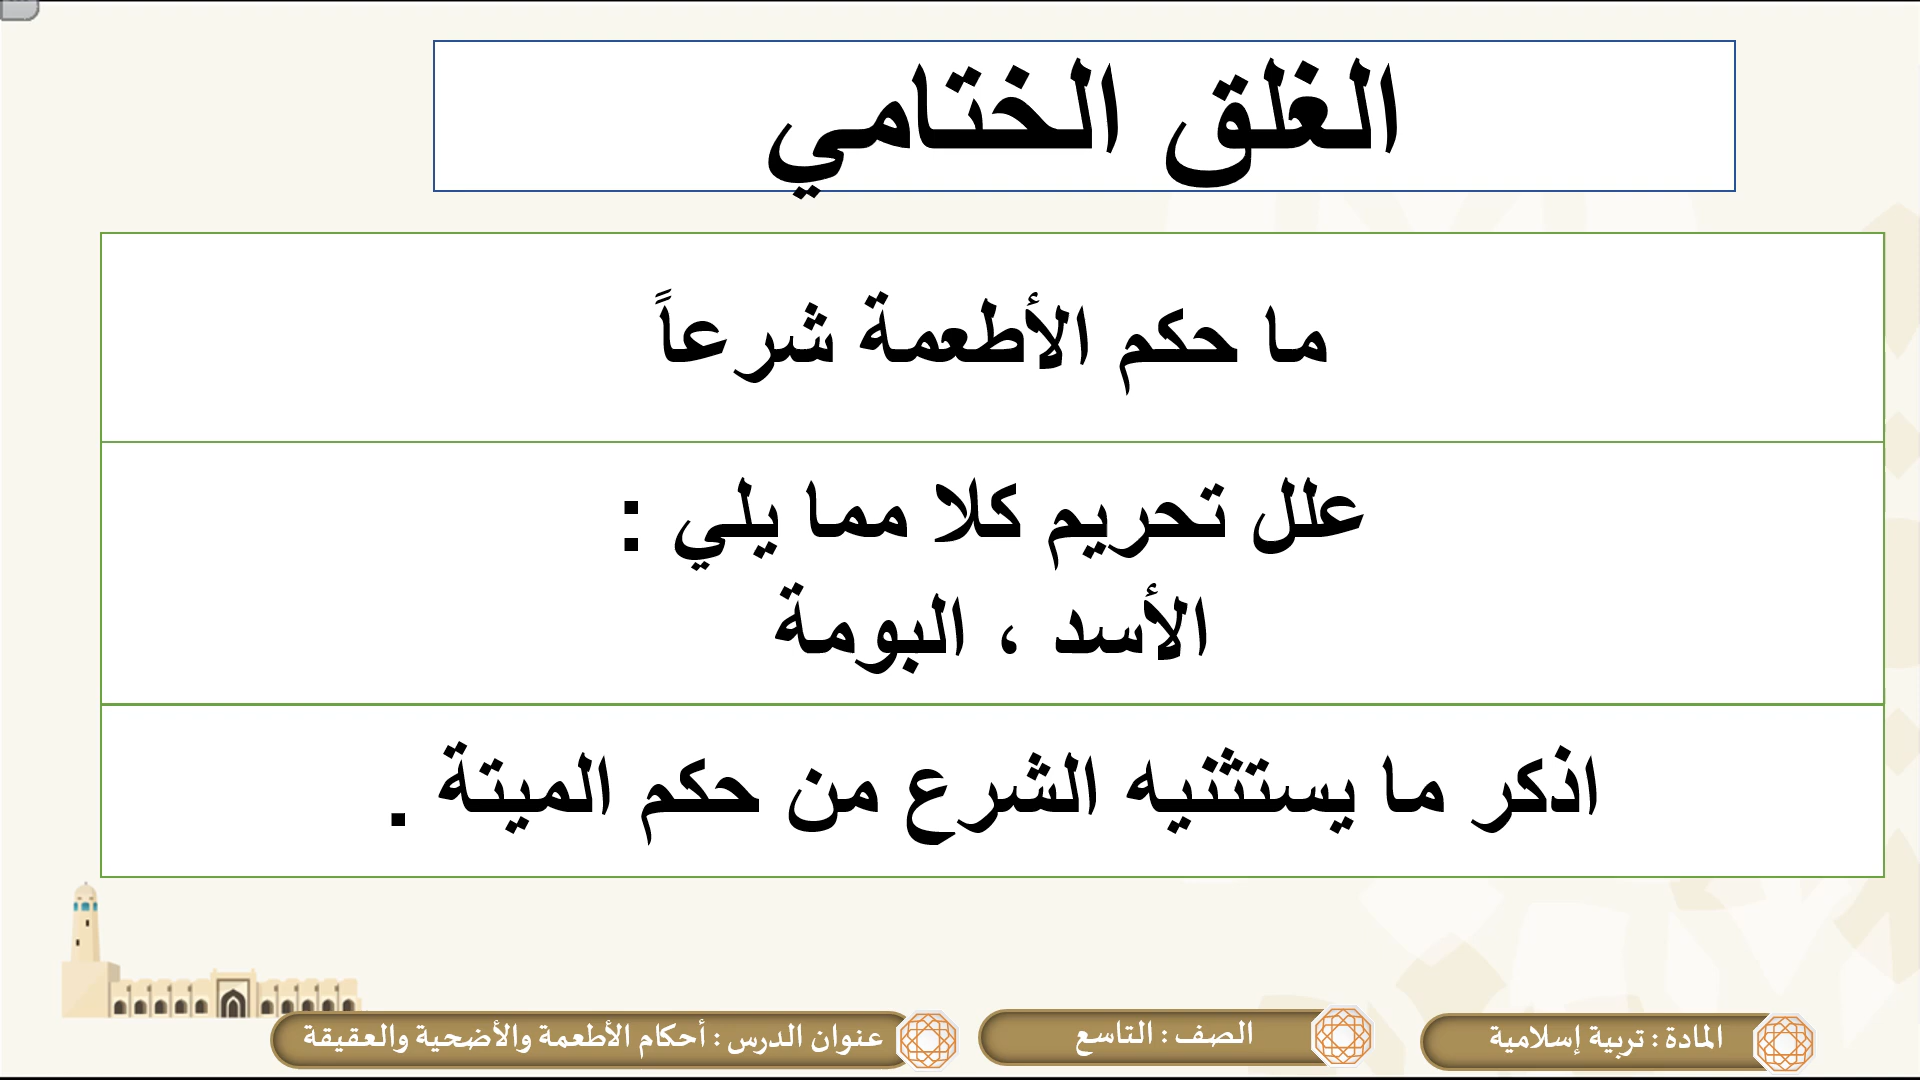 الغلق الختامي
ما حكم الأطعمة شرعاً
علل تحريم كلا مما يلي :
الأسد ، البومة
اذكر ما يستثنيه الشرع من حكم الميتة .
المادة : تربية إسلامية
الصف : التاسع
عنوان الدرس : أحكام الأطعمة والأضحية والعقيقة